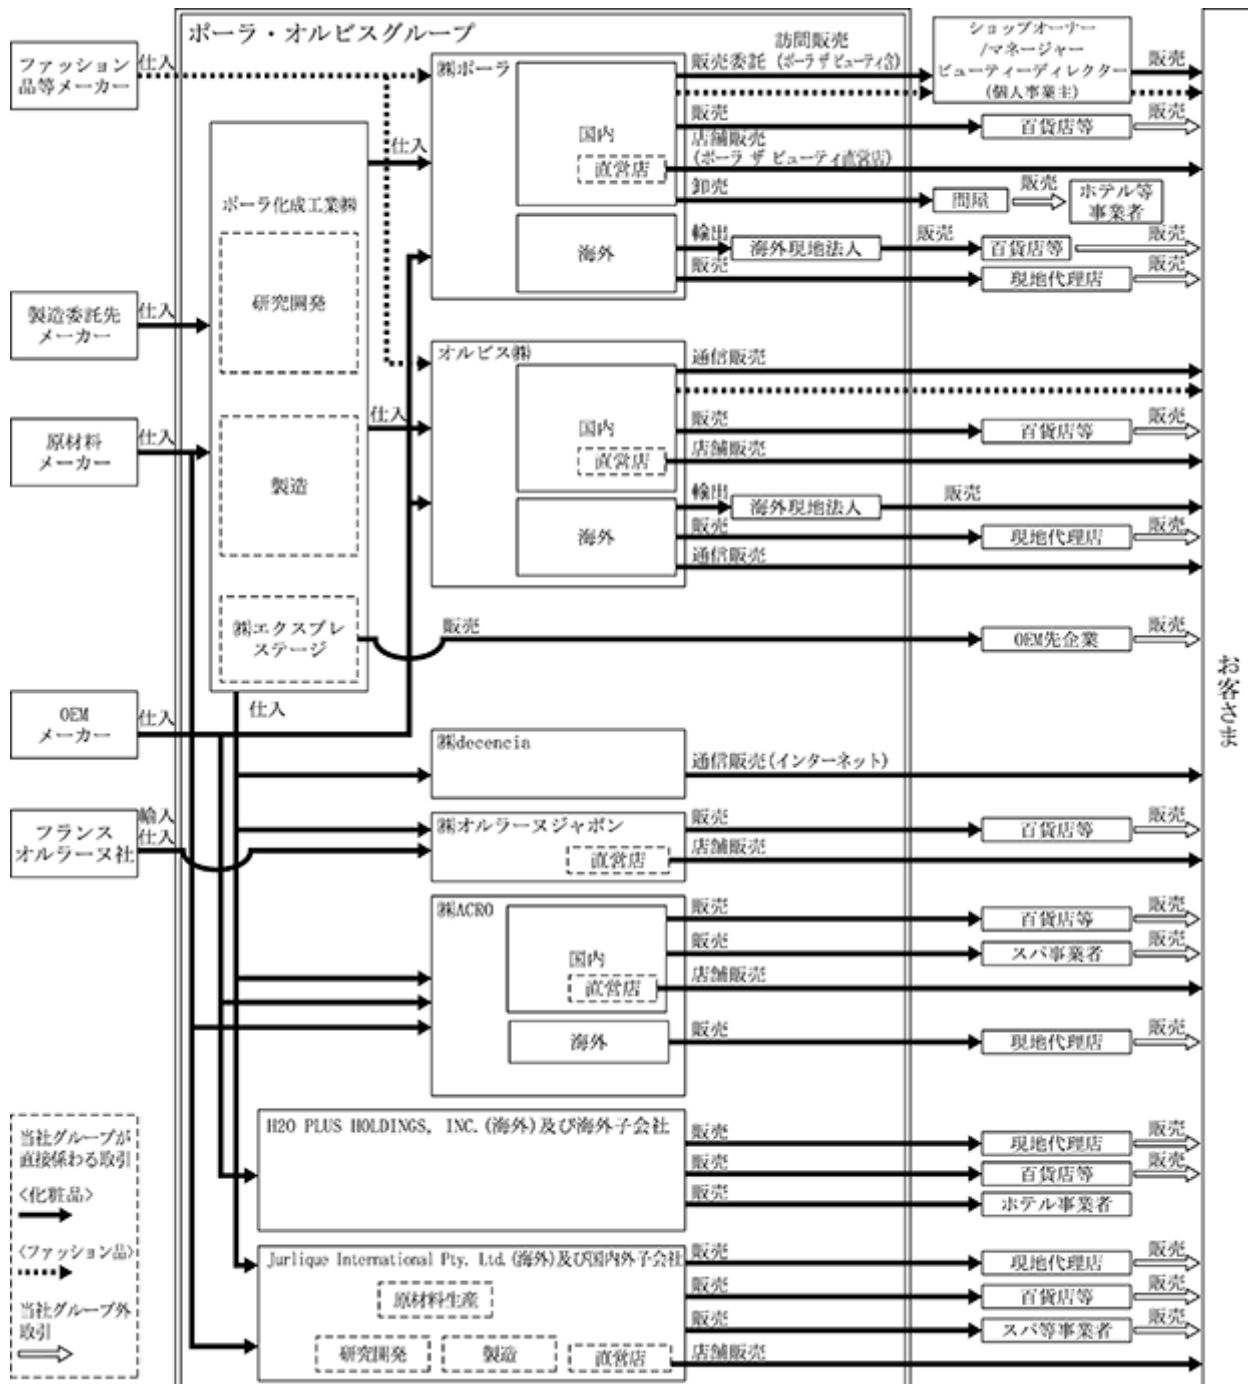 ポーラ・オルビスグループ
ファッション
品等メーカー
仕入
㈱ポーラ
国内
直営店
海外
訪問販売
販売委託 (ポーラ ザ ビューティ含)
ショップオーナー
/マネージャー
ビューティーディレクター
(個人事業主)
販売
販売
百貨店等
販売
店舗販売
(ポーラ ザ ビューティ直営店)
卸売
問屋
販売
ホテル等
事業者
輸出
海外現地法人
販売
百貨店等
販売
販売
現地代理店
販売
ポーラ化成工業㈱
仕入
研究開発
製造
㈱エクスプレ
ステージ
製造委託先
メーカー
仕入
原材料
メーカー
仕入
仕入
オルビス㈱
国内
直営店
海外
通信販売
販売
百貨店等
販売
店舗販売
輸出
海外現地法人
販売
販売
現地代理店
販売
通信販売
販売
OEM先企業
販売
お客さま
OEM
メーカー
仕入
仕入
㈱decencia
通信販売(インターネット)
フランス
オルラーヌ社
輸入
仕入
㈱オルラーヌジャポン
直営店
販売
百貨店等
販売
店舗販売
㈱ACRO
国内
直営店
海外
販売
百貨店等
販売
販売
スパ事業者
販売
店舗販売
販売
現地代理店
販売
H2O PLUS HOLDINGS, INC.(海外)及び海外子会社
販売
現地代理店
販売
販売
百貨店等
販売
販売
ホテル事業者
Jurlique International Pty. Ltd.(海外)及び国内外子会社
原材料生産
研究開発
製造
直営店
販売
現地代理店
販売
販売
百貨店等
販売
販売
スパ等事業者
販売
店舗販売
当社グループが
直接係わる取引
<化粧品>
<ファッション品>
当社グループ外
取引